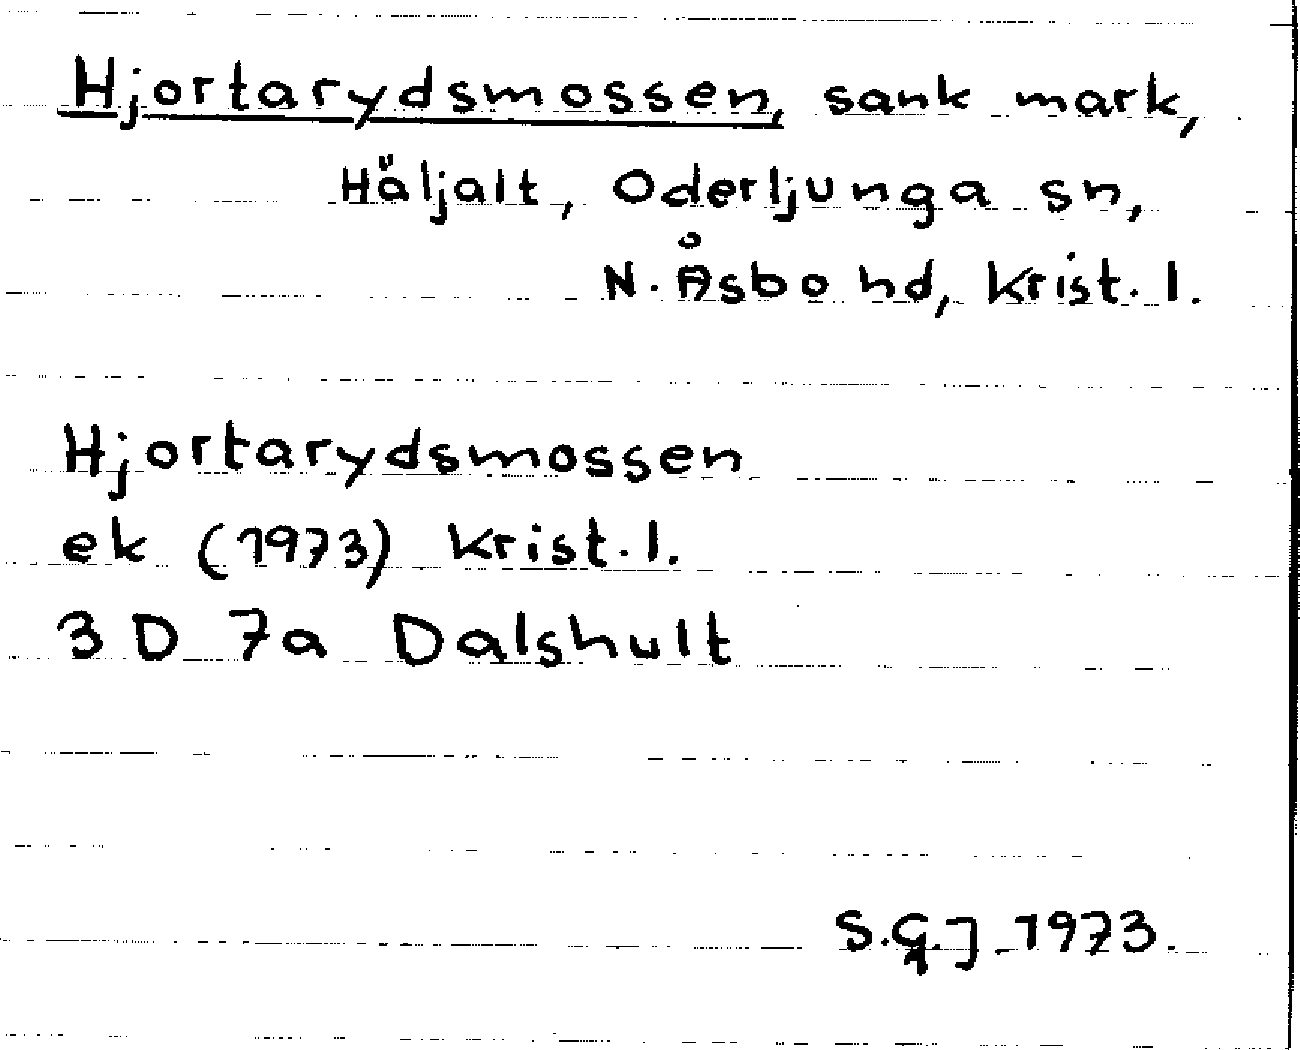 Hjortarydsmossen, sank mark,
Häljalt, Oderljunga sn,
N. Åsbo hd, Krist. l.
Hjortarydsmossen
ek (1973) Krist. l.
3 D 7a Dalshult
S.G.J 1973.